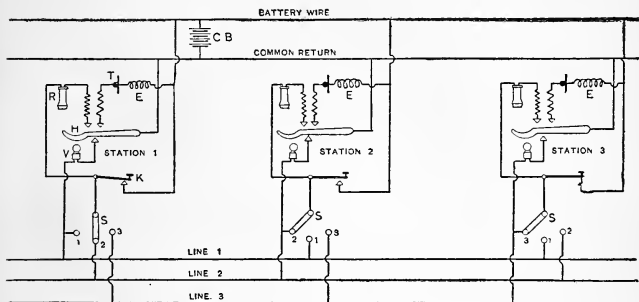 BATTERY WIRE
C B
COMMON RETURN
T
R
E
H
V
STATION 1
K
S
1
2
3
E
STATION 2
S
2
1
3
E
STATION 3
S
3
1
2
LINE 1
LINE 2
LINE 3